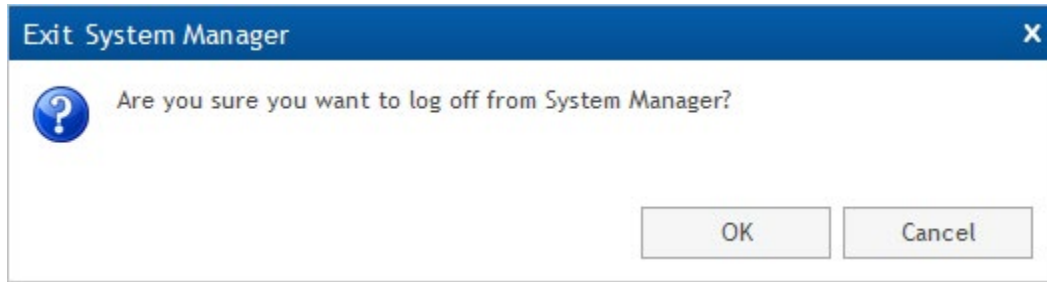 Exit System Manager
X
?
Are you sure you want to log off from System Manager?
OK
Cancel